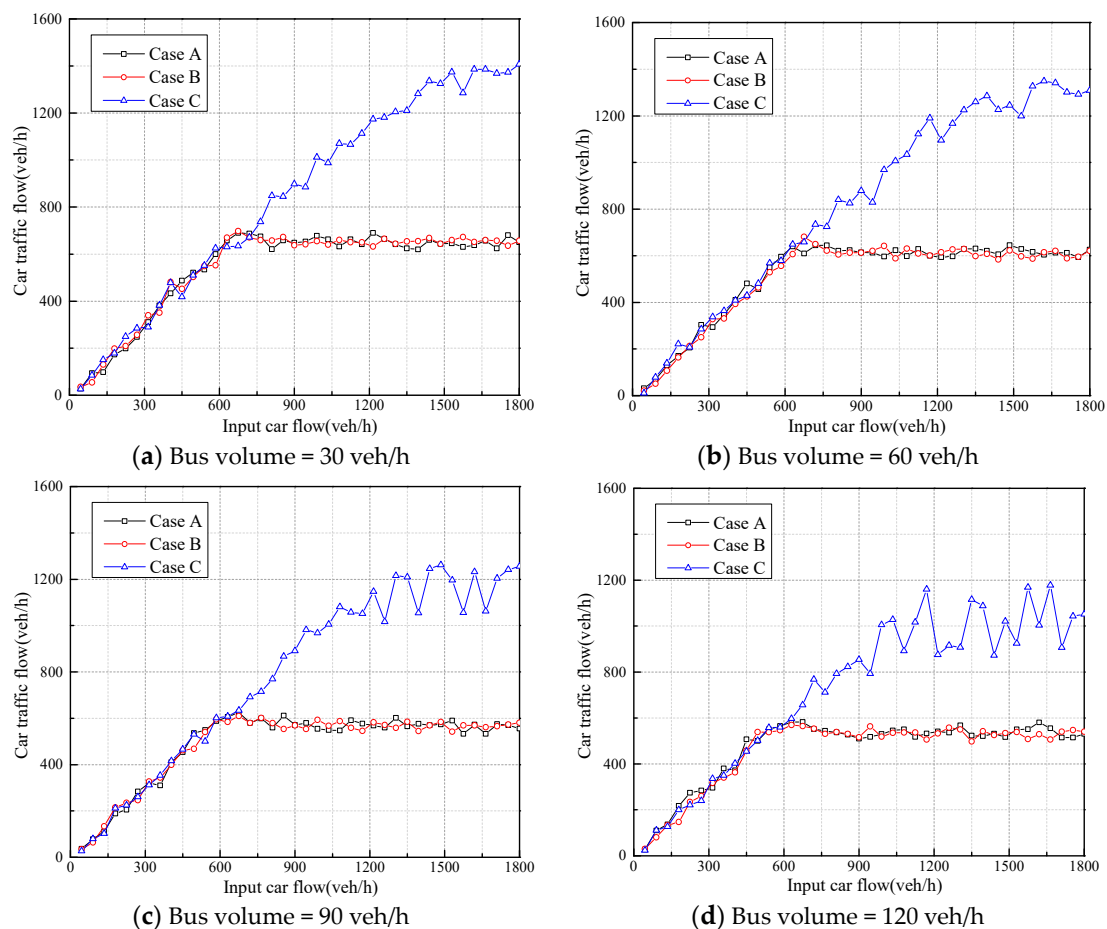 1600
1200
800
400
0
Car traffic flow(veh/h)
Case A
Case B
Case C
0 300 600 900 1200 1500 1800
Input car flow(veh/h)
(a) Bus volume = 30 veh/h
1600
1200
800
400
0
Car traffic flow(veh/h)
Case A
Case B
Case C
0 300 600 900 1200 1500 1800
Input car flow(veh/h)
(b) Bus volume = 60 veh/h
1600
1200
800
400
0
Car traffic flow(veh/h)
Case A
Case B
Case C
0 300 600 900 1200 1500 1800
Input car flow(veh/h)
(c) Bus volume = 90 veh/h
1600
1200
800
400
0
Car traffic flow(veh/h)
Case A
Case B
Case C
0 300 600 900 1200 1500 1800
Input car flow(veh/h)
(d) Bus volume = 120 veh/h